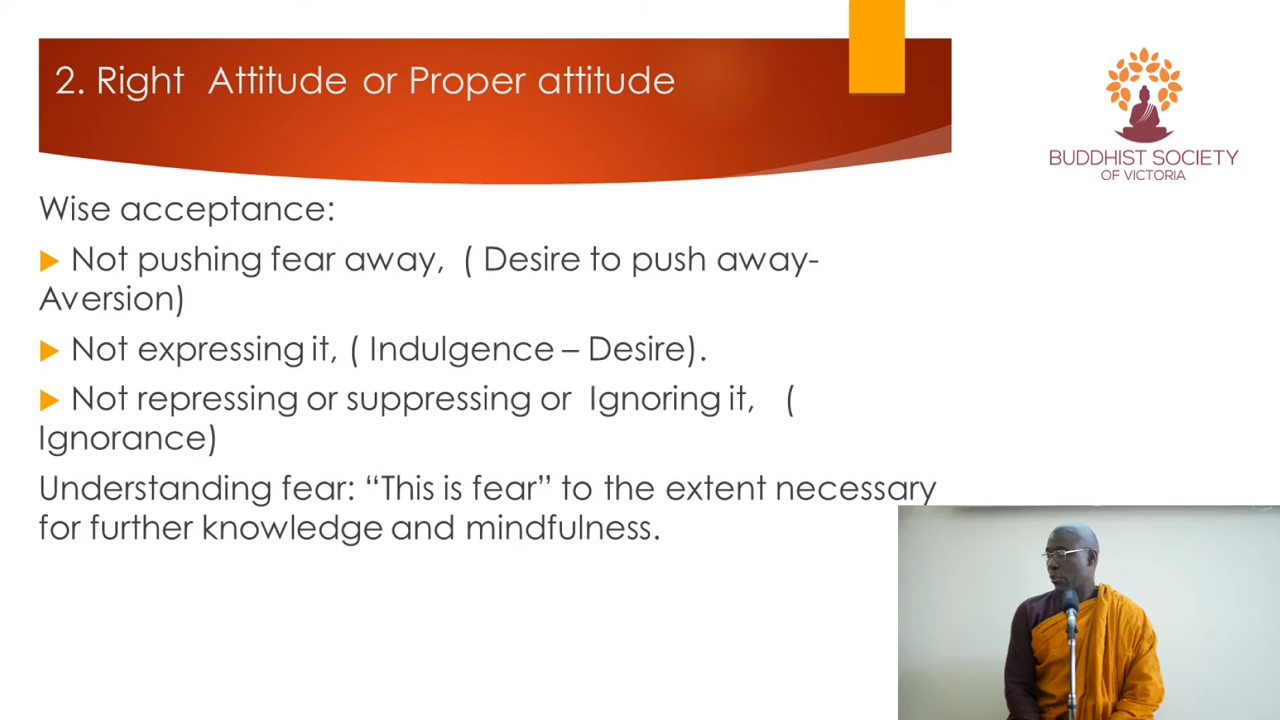 2. Right Attitude or Proper attitude
BUDDHIST SOCIETY
OF VICTORIA
Wise acceptance:
Not pushing fear away, ( Desire to push away-
Aversion)
Not expressing it, ( Indulgence – Desire).
Not repressing or suppressing or Ignoring it, (
Ignorance)
Understanding fear: “This is fear” to the extent necessary
for further knowledge and mindfulness.